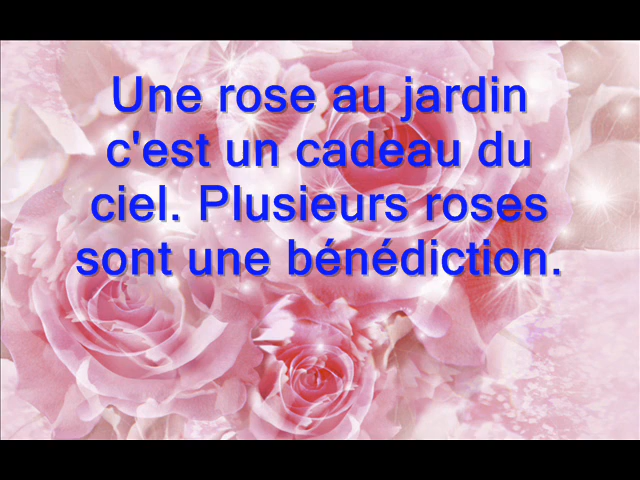 Une rose au jardin
c'est un cadeau du
ciel. Plusieurs roses
sont une bénédiction.